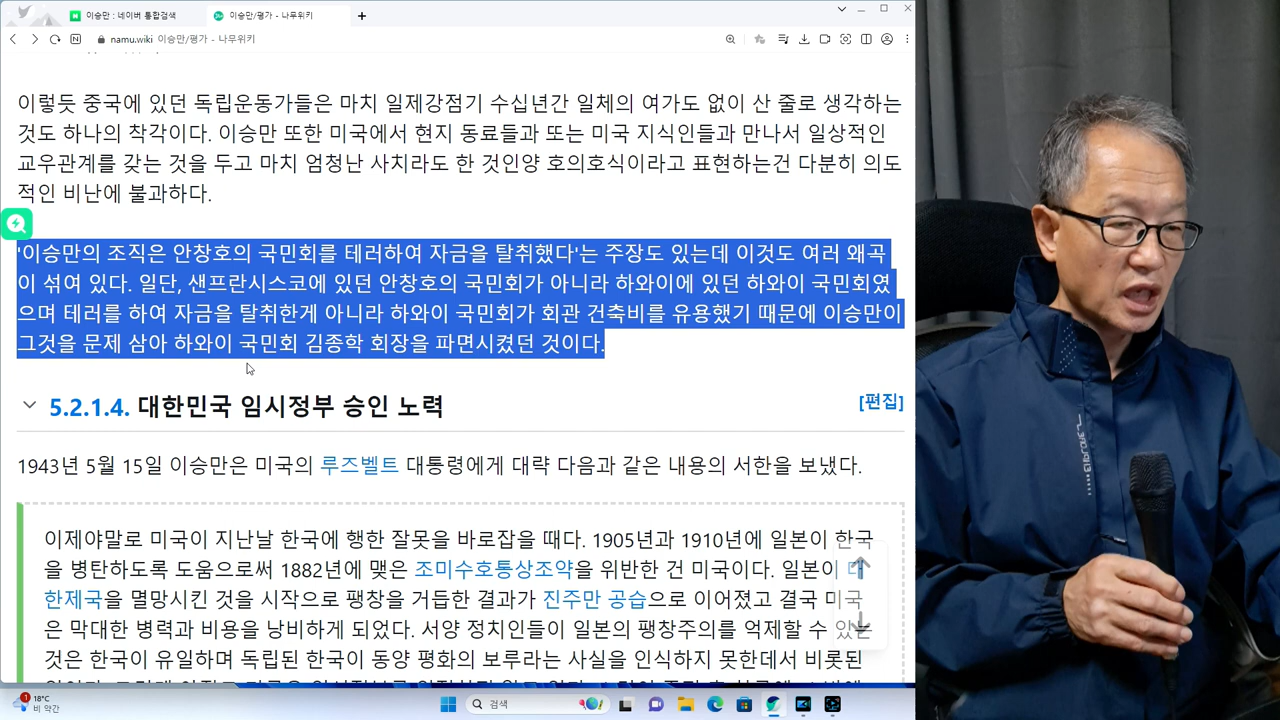 이승만 : 네이버 통합검색
이승만/평가 - 나무위키
namu.wiki 이승만/평가 - 나무위키
이렇듯 중국에 있던 독립운동가들은 마치 일제강점기 수십년간 일체의 여가도 없이 산 줄로 생각하는
것도 하나의 착각이다. 이승만 또한 미국에서 현지 동료들과 또는 미국 지식인들과 만나서 일상적인
교우관계를 갖는 것을 두고 마치 엄청난 사치라도 한 것인양 호의호식이라고 표현하는건 다분히 의도
적인 비난에 불과하다.
'이승만의 조직은 안창호의 국민회를 테러하여 자금을 탈취했다'는 주장도 있는데 이것도 여러 왜곡
이 섞여 있다. 일단, 샌프란시스코에 있던 안창호의 국민회가 아니라 하와이에 있던 하와이 국민회였
으며 테러를 하여 자금을 탈취한게 아니라 하와이 국민회가 회관 건축비를 유용했기 때문에 이승만이
그것을 문제 삼아 하와이 국민회 김종학 회장을 파면시켰던 것이다.
5.2.1.4. 대한민국 임시정부 승인 노력
[편집]
1943년 5월 15일 이승만은 미국의 루즈벨트 대통령에게 대략 다음과 같은 내용의 서한을 보냈다.
이제야말로 미국이 지난날 한국에 행한 잘못을 바로잡을 때다. 1905년과 1910년에 일본이 한국
을 병탄하도록 도움으로써 1882년에 맺은 조미수호통상조약을 위반한 건 미국이다. 일본이 대
한제국을 멸망시킨 것을 시작으로 팽창을 거듭한 결과가 진주만 공습으로 이어졌고 결국 미국
은 막대한 병력과 비용을 낭비하게 되었다. 서양 정치인들이 일본의 팽창주의를 억제할 수 있는
것은 한국이 유일하며 독립된 한국이 동양 평화의 보루라는 사실을 인식하지 못한데서 비롯된
1
18°C
비 약간
검색